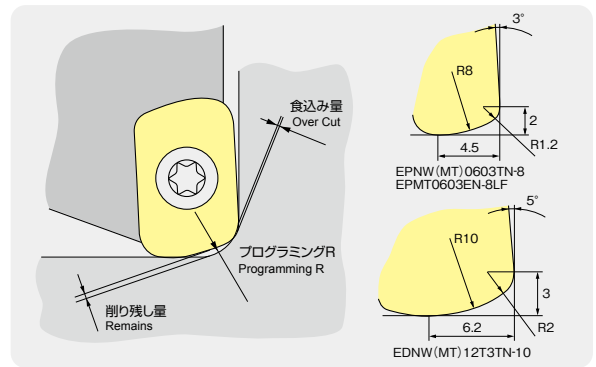 食込み量
Over Cut
プログラミングR
Programming R
削り残し量
Remains
3°
R8
2
R1.2
4.5
EPNW(MT)0603TN-8
EPMT0603EN-8LF
5°
R10
3
R2
6.2
EDNW(MT)12T3TN-10